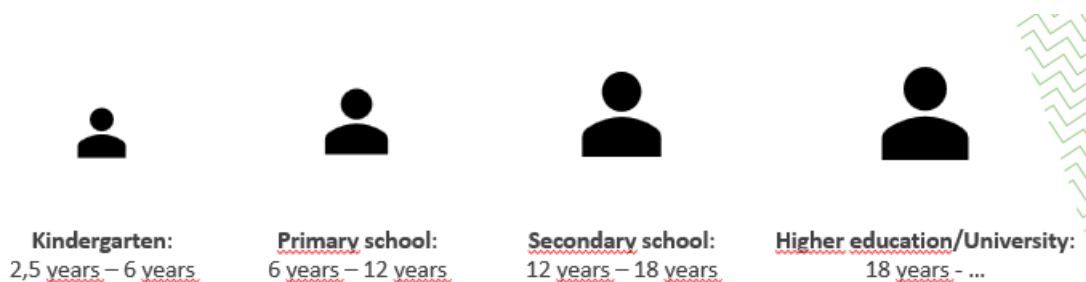 Kindergarten:
2,5 years – 6 years
Primary school:
6 years – 12 years
Secondary school:
12 years – 18 years
Higher education/University:
18 years - ...